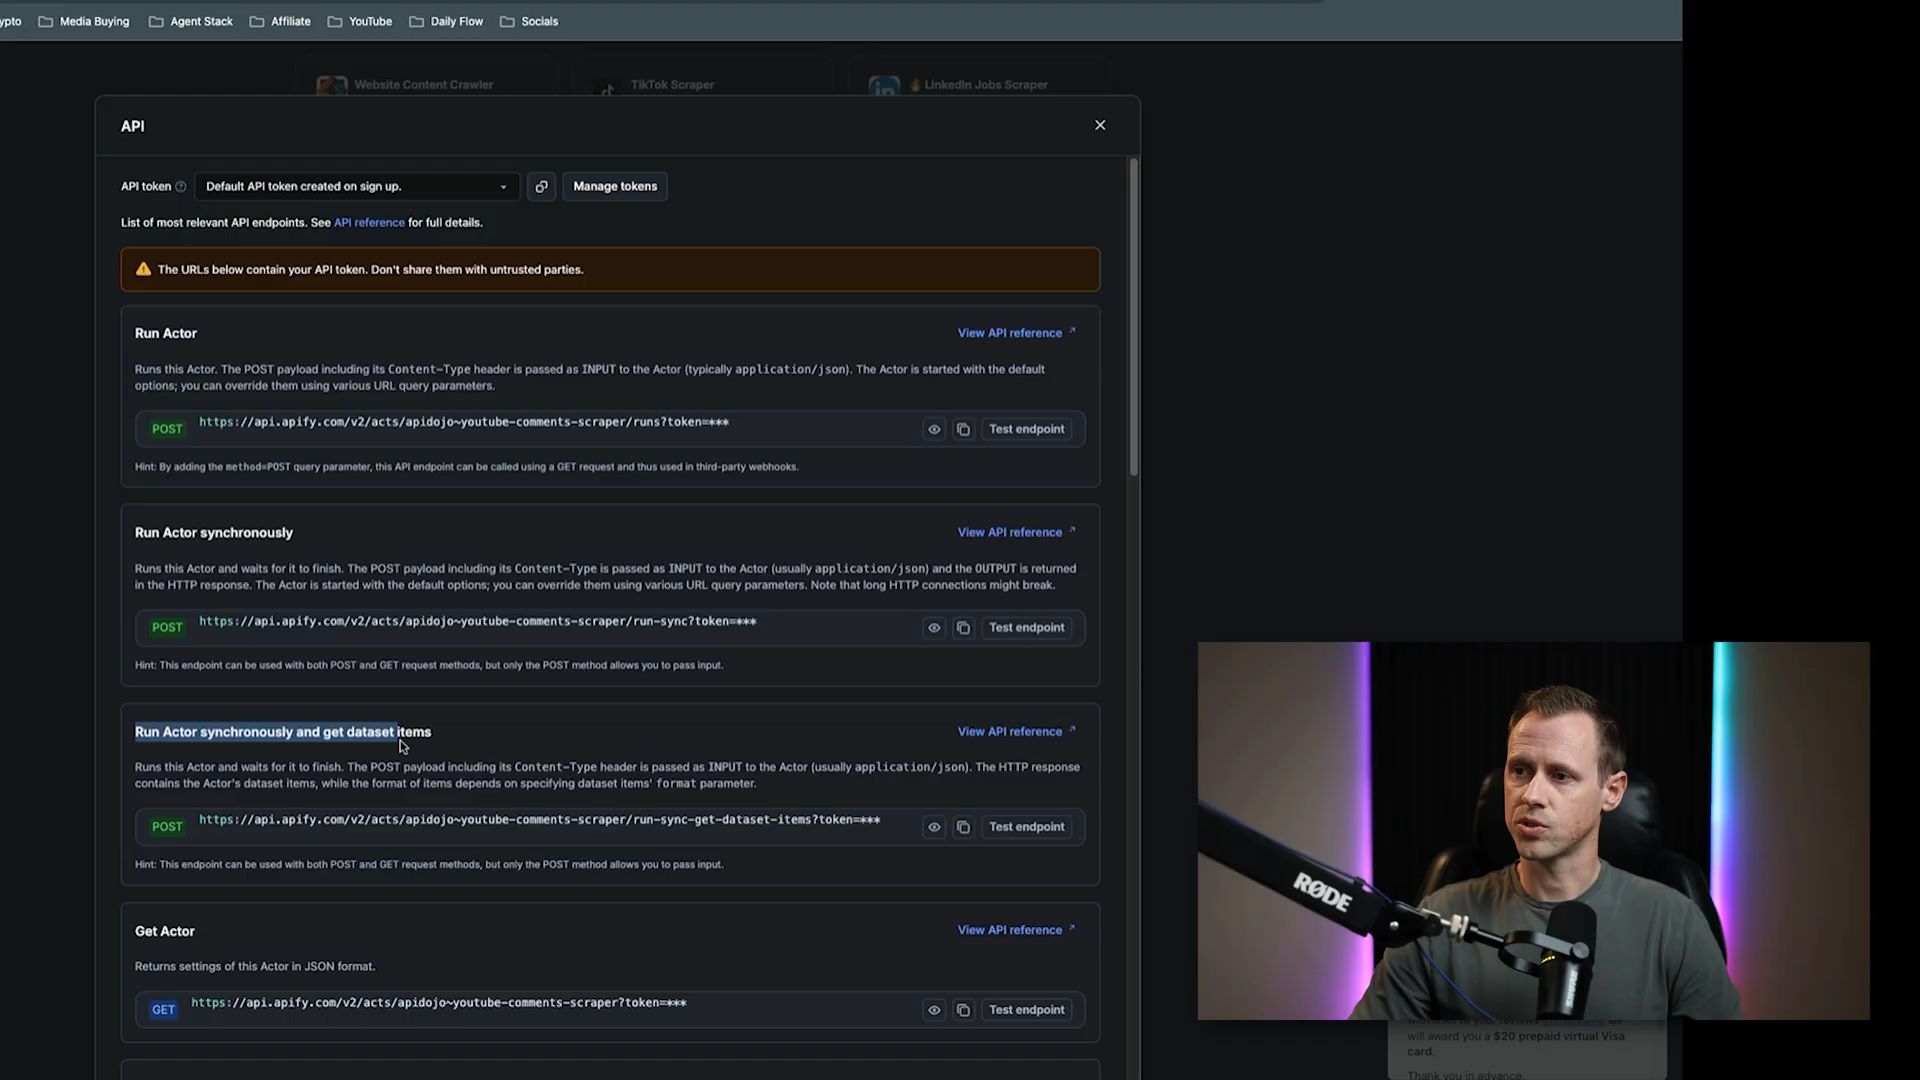 ypto
Media Buying
Agent Stack
Affiliate
YouTube
Daily Flow
Socials
Website Content Crawler
TikTok Scraper
🔥 LinkedIn Jobs Scraper
API
API token
Default API token created on sign up.
Manage tokens
List of most relevant API endpoints. See API reference for full details.
The URLs below contain your API token. Don't share them with untrusted parties.
Run Actor
View API reference
Runs this Actor. The POST payload including its Content-Type header is passed as INPUT to the Actor (typically application/json). The Actor is started with the default
options; you can override them using various URL query parameters.
POST
https://api.apify.com/v2/acts/apidojo~youtube-comments-scraper/runs?token=***
Test endpoint
Hint: By adding the method=POST query parameter, this API endpoint can be called using a GET request and thus used in third-party webhooks.
Run Actor synchronously
View API reference
Runs this Actor and waits for it to finish. The POST payload including its Content-Type is passed as INPUT to the Actor (usually application/json) and the OUTPUT is returned
in the HTTP response. The Actor is started with the default options; you can override them using various URL query parameters. Note that long HTTP connections might break.
POST
https://api.apify.com/v2/acts/apidojo~youtube-comments-scraper/run-sync?token=***
Test endpoint
Hint: This endpoint can be used with both POST and GET request methods, but only the POST method allows you to pass input.
Run Actor synchronously and get dataset items
View API reference
Runs this Actor and waits for it to finish. The POST payload including its Content-Type header is passed as INPUT to the Actor (usually application/json). The HTTP response
contains the Actor's dataset items, while the format of items depends on specifying dataset items' format parameter.
POST
https://api.apify.com/v2/acts/apidojo~youtube-comments-scraper/run-sync-get-dataset-items?token=***
Test endpoint
Hint: This endpoint can be used with both POST and GET request methods, but only the POST method allows you to pass input.
Get Actor
View API reference
Returns settings of this Actor in JSON format.
GET
https://api.apify.com/v2/acts/apidojo~youtube-comments-scraper?token=***
Test endpoint
RØDE
SHURE
will award you a $20 prepaid virtual Visa
card.
Thank you in advance